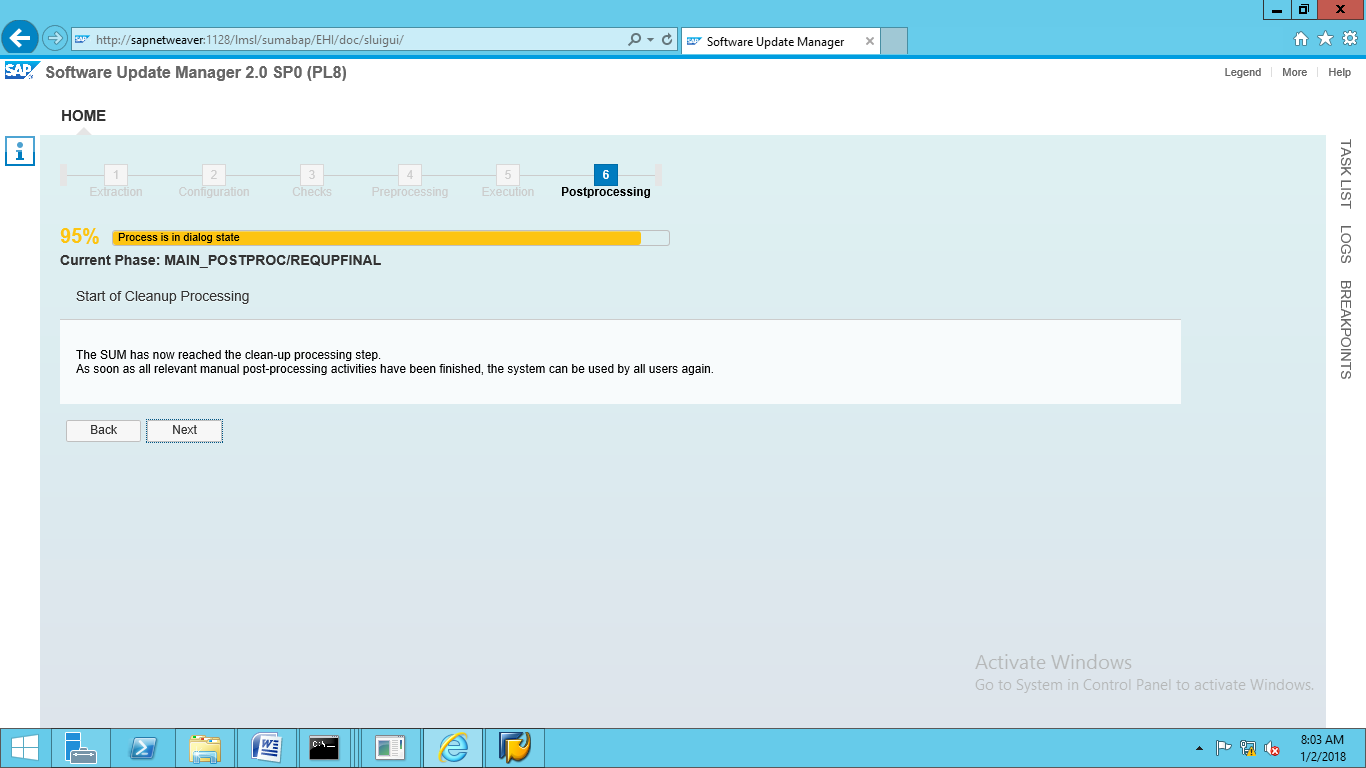 http://sapnetweaver:1128/lmsl/sumabap/EHI/doc/sluigui/
Software Update Manager
SAP Software Update Manager 2.0 SP0 (PL8)
Legend More Help
HOME
1 2 3 4 5 6
Extraction Configuration Checks Preprocessing Execution Postprocessing
95% Process is in dialog state
Current Phase: MAIN_POSTPROC/REQUPFINAL
Start of Cleanup Processing
The SUM has now reached the clean-up processing step.
As soon as all relevant manual post-processing activities have been finished, the system can be used by all users again.
Back Next
TASK LIST
LOGS
BREAKPOINTS
Activate Windows
Go to System in Control Panel to activate Windows.
8:03 AM
1/2/2018